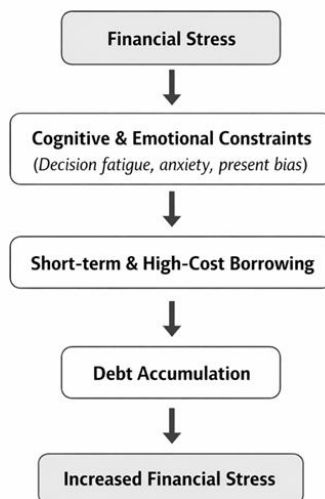 Financial Stress
Cognitive & Emotional Constraints
(Decision fatigue, anxiety, present bias)
Short-term & High-Cost Borrowing
Debt Accumulation
Increased Financial Stress